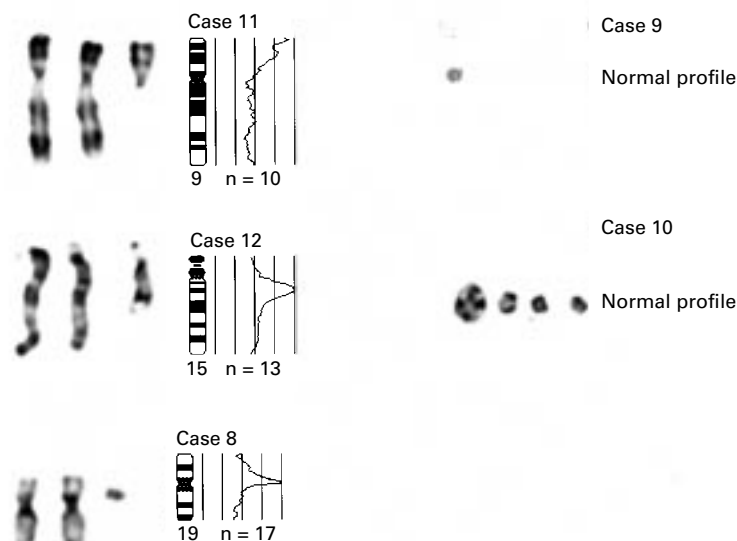 Case 11
9 n = 10
Case 12
15 n = 13
Case 8
19 n = 17
Case 9
Normal profile
Case 10
Normal profile